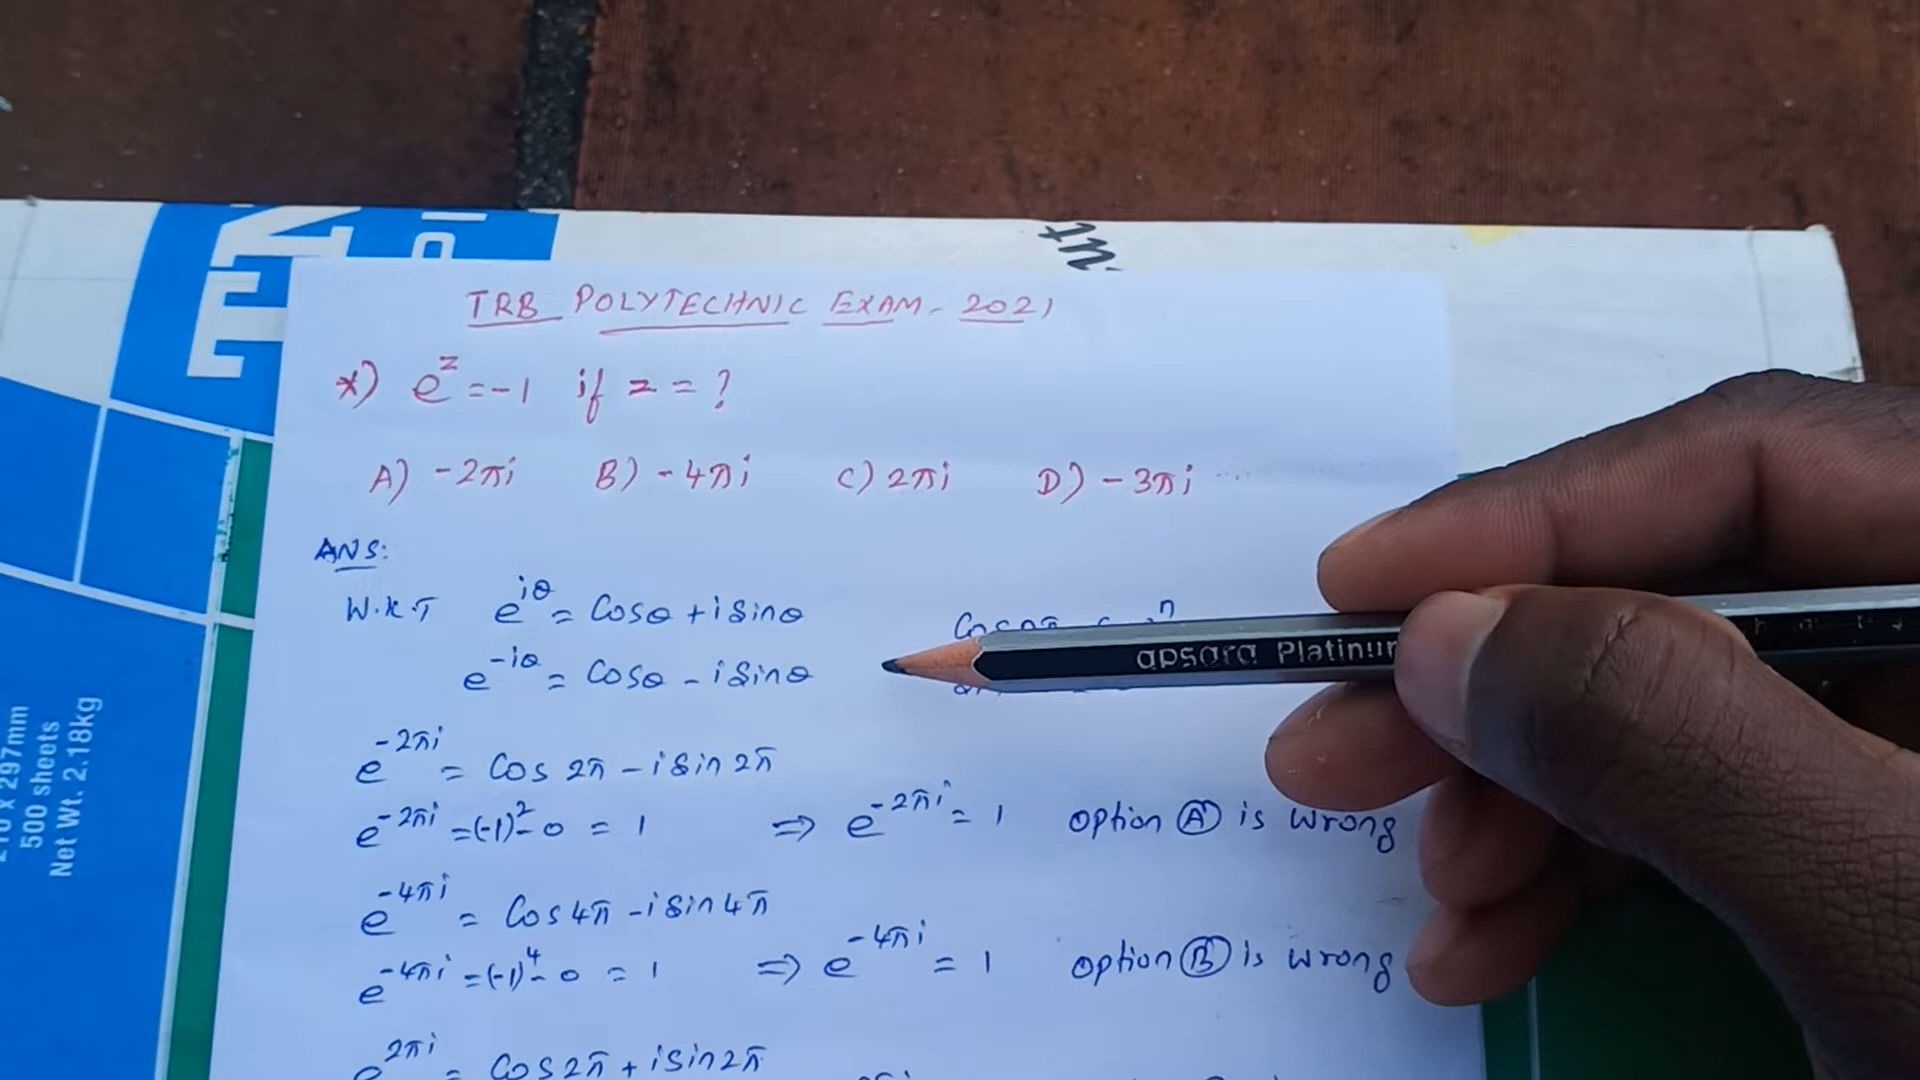 TRB POLYTECHNIC EXAM - 2021
*) e^z = -1 if z = ?
A) -2πi B) -4πi C) 2πi D) -3πi
ANS:
W.K.T e^iθ = Cosθ + i Sinθ
e^-iθ = Cosθ - i Sinθ
apsara Platinum
e^-2πi = Cos 2π - i Sin 2π
e^-2πi = (-1)^2 - 0 = 1 ⇒ e^-2πi = 1 option (A) is wrong
e^-4πi = Cos 4π - i Sin 4π
e^-4πi = (-1)^4 - 0 = 1 ⇒ e^-4πi = 1 option (B) is wrong
e^2πi = Cos 2π + i Sin 2π
297mm
500 sheets
Net Wt. 2.18kg